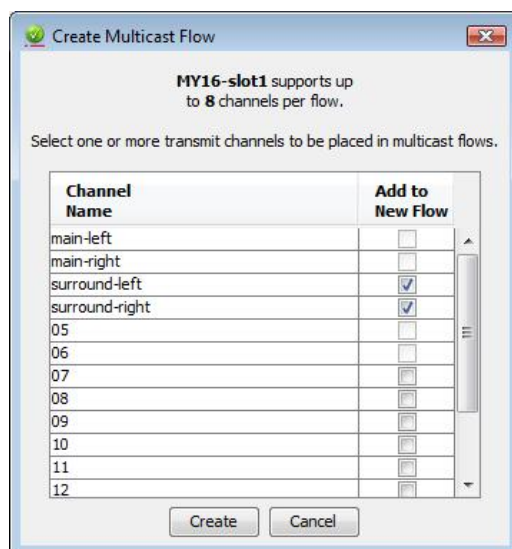 Create Multicast Flow
MY16-slot1 supports up
to 8 channels per flow.
Select one or more transmit channels to be placed in multicast flows.
Channel Name
Add to New Flow
main-left
main-right
surround-left
surround-right
05
06
07
08
09
10
11
12
Create
Cancel